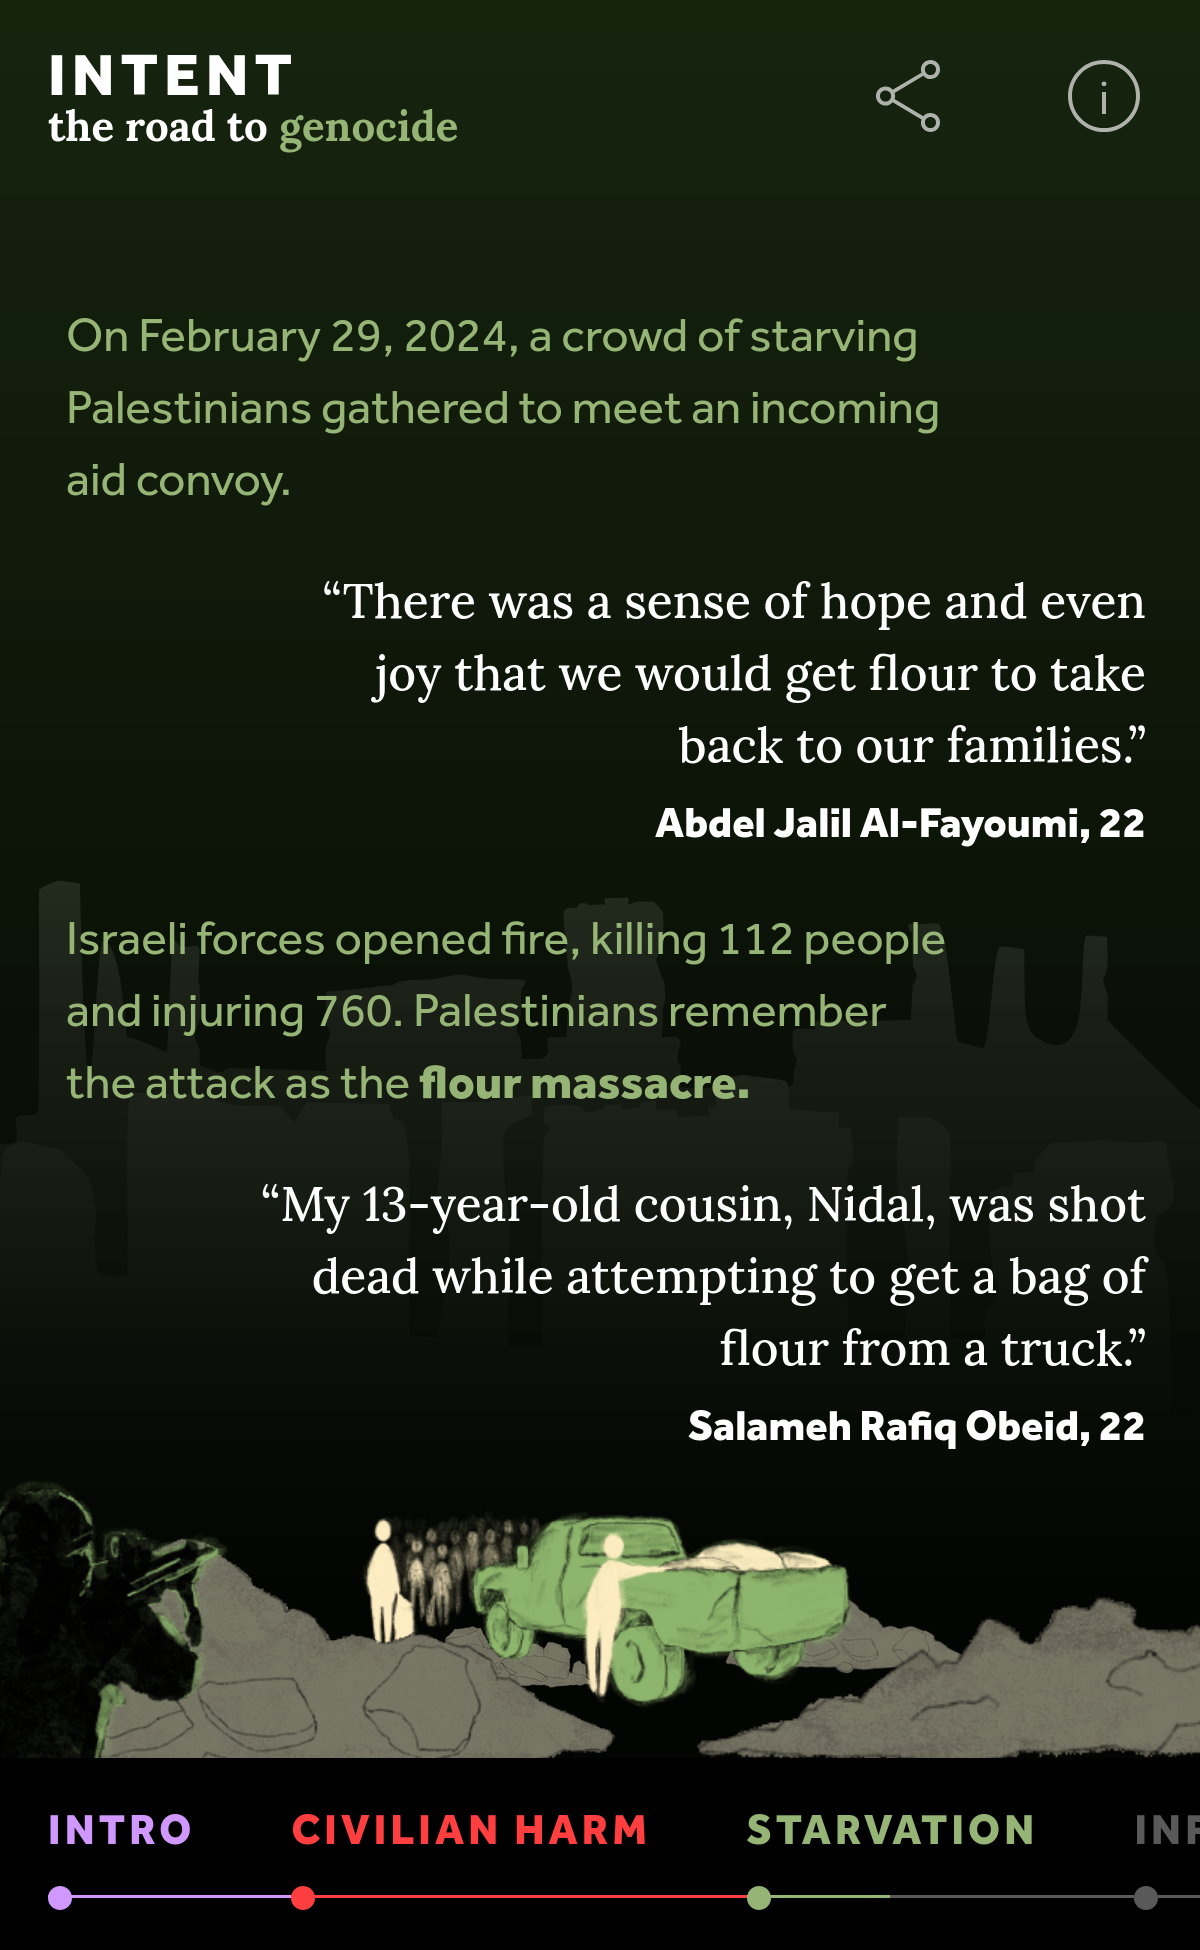 INTENT
the road to genocide
i
On February 29, 2024, a crowd of starving
Palestinians gathered to meet an incoming
aid convoy.
“There was a sense of hope and even
joy that we would get flour to take
back to our families.”
Abdel Jalil Al-Fayoumi, 22
Israeli forces opened fire, killing 112 people
and injuring 760. Palestinians remember
the attack as the flour massacre.
“My 13-year-old cousin, Nidal, was shot
dead while attempting to get a bag of
flour from a truck.”
Salameh Rafiq Obeid, 22
INTRO CIVILIAN HARM STARVATION